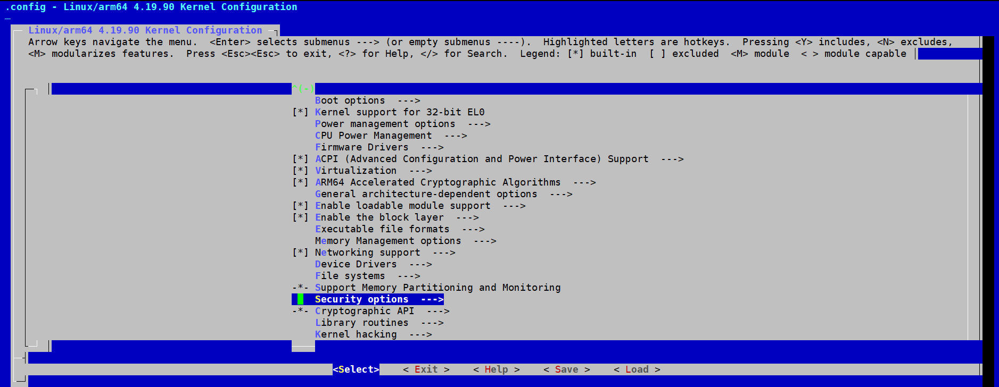 .config - Linux/arm64 4.19.90 Kernel Configuration
Linux/arm64 4.19.90 Kernel Configuration
Arrow keys navigate the menu.  <Enter> selects submenus ---> (or empty submenus ----).  Highlighted letters are hotkeys.  Pressing <Y> includes, <N> excludes,
<M> modularizes features.  Press <Esc><Esc> to exit, <?> for Help, </> for Search.  Legend: [*] built-in  [ ] excluded  <M> module  < > module capable
^(-)
Boot options  --->
[*] Kernel support for 32-bit EL0
Power management options  --->
CPU Power Management  --->
Firmware Drivers  --->
[*] ACPI (Advanced Configuration and Power Interface) Support  --->
[*] Virtualization  --->
[*] ARM64 Accelerated Cryptographic Algorithms  --->
General architecture-dependent options  --->
[*] Enable loadable module support  --->
[*] Enable the block layer  --->
Executable file formats  --->
Memory Management options  --->
[*] Networking support  --->
Device Drivers  --->
File systems  --->
-*- Support Memory Partitioning and Monitoring
Security options  --->
-*- Cryptographic API  --->
Library routines  --->
Kernel hacking  --->
<Select>    < Exit >    < Help >    < Save >    < Load >